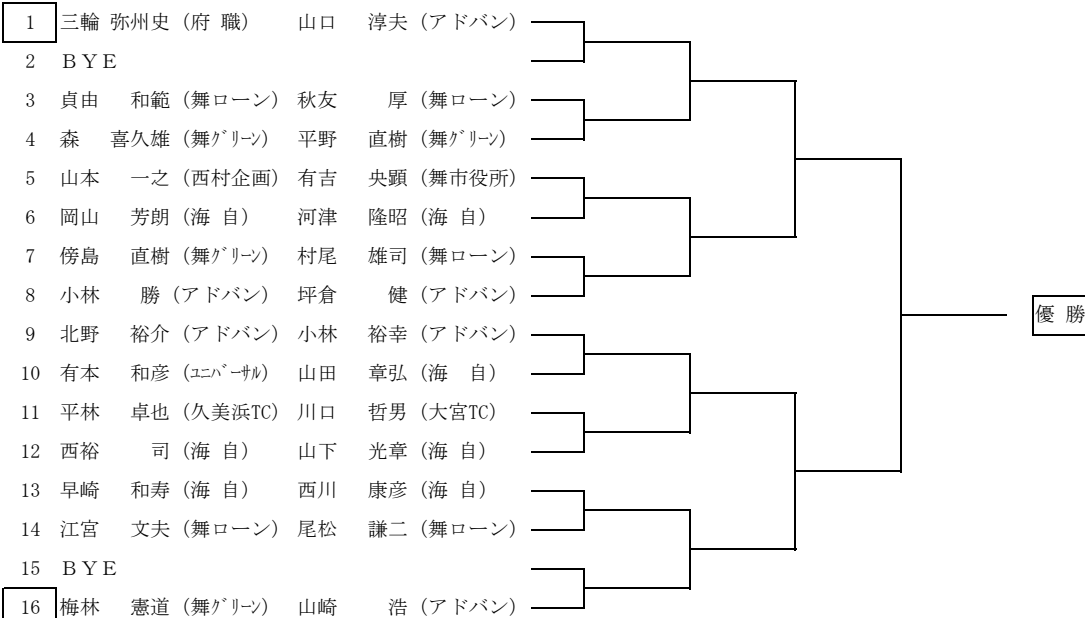 1 三輪 弥州史 (府 職) 山口 淳夫 (アドバン)
2 ＢＹＥ
3 貞由 和範 (舞ローン) 秋友 厚 (舞ローン)
4 森 喜久雄 (舞ｸﾞﾘｰﾝ) 平野 直樹 (舞ｸﾞﾘｰﾝ)
5 山本 一之 (西村企画) 有吉 央顕 (舞市役所)
6 岡山 芳朗 (海 自) 河津 隆昭 (海 自)
7 傍島 直樹 (舞ｸﾞﾘｰﾝ) 村尾 雄司 (舞ローン)
8 小林 勝 (アドバン) 坪倉 健 (アドバン)
優 勝
9 北野 裕介 (アドバン) 小林 裕幸 (アドバン)
10 有本 和彦 (ﾕﾆﾊﾞｰｻﾙ) 山田 章弘 (海 自)
11 平林 卓也 (久美浜TC) 川口 哲男 (大宮TC)
12 西裕 司 (海 自) 山下 光章 (海 自)
13 早崎 和寿 (海 自) 西川 康彦 (海 自)
14 江宮 文夫 (舞ローン) 尾松 謙二 (舞ローン)
15 ＢＹＥ
16 梅林 憲道 (舞ｸﾞﾘｰﾝ) 山崎 浩 (アドバン)